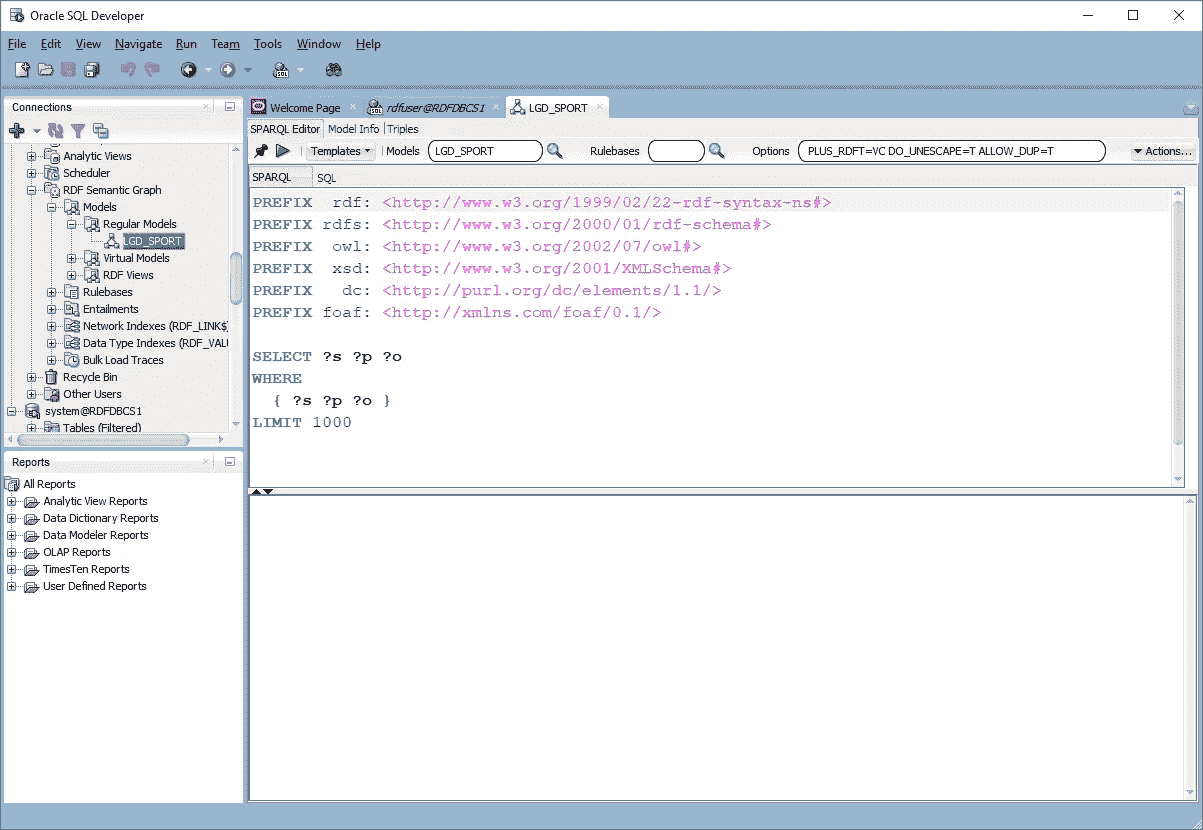 Oracle SQL Developer
File Edit View Navigate Run Team Tools Window Help
Connections
Analytic Views
Scheduler
RDF Semantic Graph
Models
Regular Models
LGD_SPORT
Virtual Models
RDF Views
Rulebases
Entailments
Network Indexes (RDF_LINK$)
Data Type Indexes (RDF_VALU
Bulk Load Traces
Recycle Bin
Other Users
system@RDFDBCS1
Tables (Filtered)
Reports
All Reports
Analytic View Reports
Data Dictionary Reports
Data Modeler Reports
OLAP Reports
TimesTen Reports
User Defined Reports
Welcome Page rdfuser@RDFDBCS1 LGD_SPORT
SPARQL Editor Model Info Triples
Templates Models LGD_SPORT Rulebases Options PLUS_RDFT=VC DO_UNESCAPE=T ALLOW_DUP=T Actions...
SPARQL SQL
PREFIX rdf: <http://www.w3.org/1999/02/22-rdf-syntax-ns#>
PREFIX rdfs: <http://www.w3.org/2000/01/rdf-schema#>
PREFIX owl: <http://www.w3.org/2002/07/owl#>
PREFIX xsd: <http://www.w3.org/2001/XMLSchema#>
PREFIX dc: <http://purl.org/dc/elements/1.1/>
PREFIX foaf: <http://xmlns.com/foaf/0.1/>
SELECT ?s ?p ?o
WHERE
{ ?s ?p ?o }
LIMIT 1000